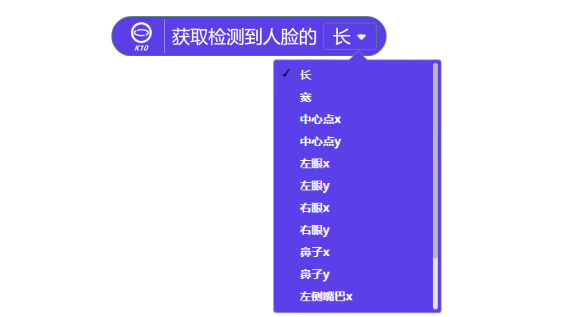 K10 获取检测到人脸的 长
长
宽
中心点x
中心点y
左眼x
左眼y
右眼x
右眼y
鼻子x
鼻子y
左侧嘴巴x